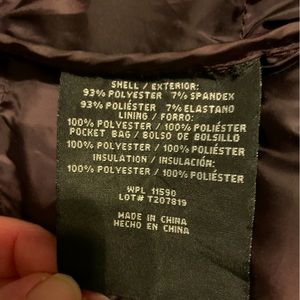 SHELL / EXTERIOR:
93% POLYESTER 7% SPANDEX
93% POLIÉSTER 7% ELASTANO
LINING / FORRO:
100% POLYESTER / 100% POLIÉSTER
POCKET BAG / BOLSO DE BOLSILLO
100% POLYESTER / 100% POLIÉSTER
INSULATION / INSULACIÓN:
100% POLYESTER / 100% POLIÉSTER
WPL 11590
LOT# T207819
MADE IN CHINA
HECHO EN CHINA